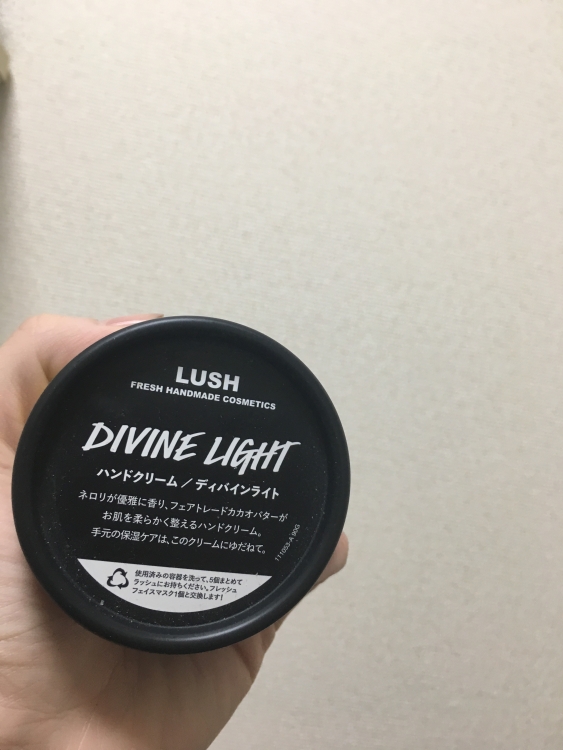 LUSH
FRESH HANDMADE COSMETICS
DIVINE LIGHT
ハンドクリーム／ディバインライト
ネロリが優雅に香り、フェアトレードカカオバターが
お肌を柔らかく整えるハンドクリーム。
手元の保湿ケアは、このクリームにゆだねて。
111053-A 90G
使用済みの容器を洗って、5個まとめて
ラッシュにお持ちください。フレッシュ
フェイスマスク1個と交換します！